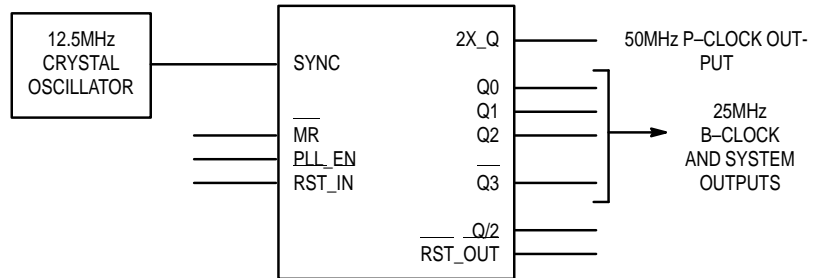 12.5MHz
CRYSTAL
OSCILLATOR
SYNC
MR
PLL_EN
RST_IN
2X_Q
Q0
Q1
Q2
Q3
Q/2
RST_OUT
50MHz P–CLOCK OUT-
PUT
25MHz
B–CLOCK
AND SYSTEM
OUTPUTS